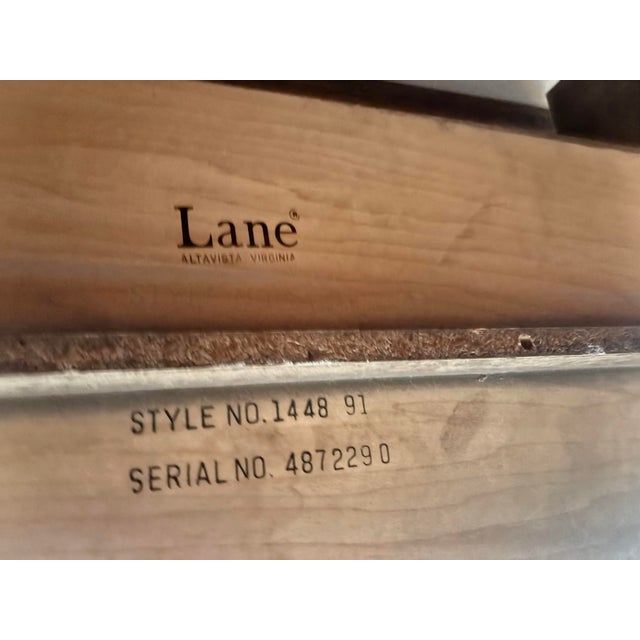 Lane®
ALTAVISTA VIRGINIA
STYLE NO. 1448 91
SERIAL NO. 4872290